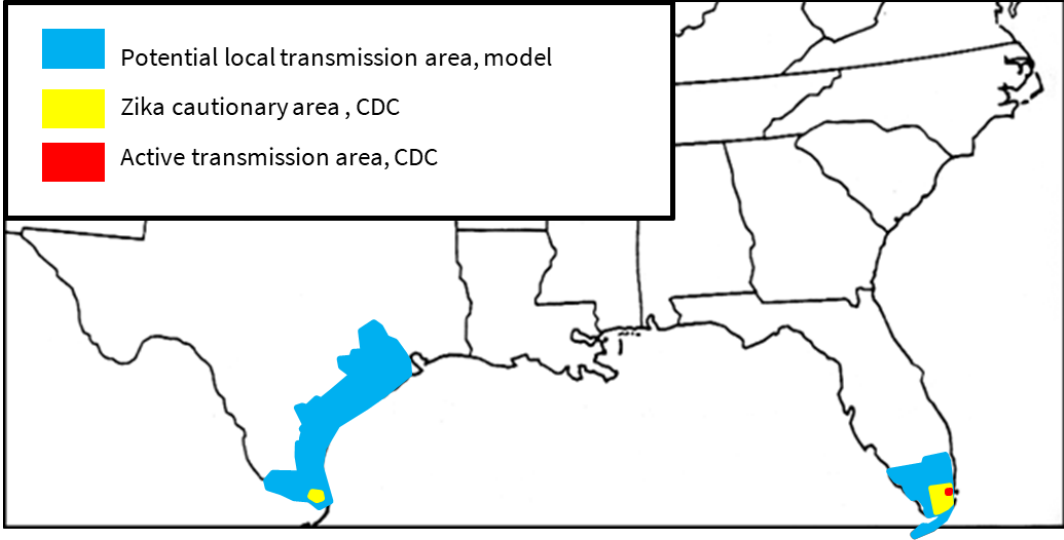 Potential local transmission area, model
Zika cautionary area , CDC
Active transmission area, CDC